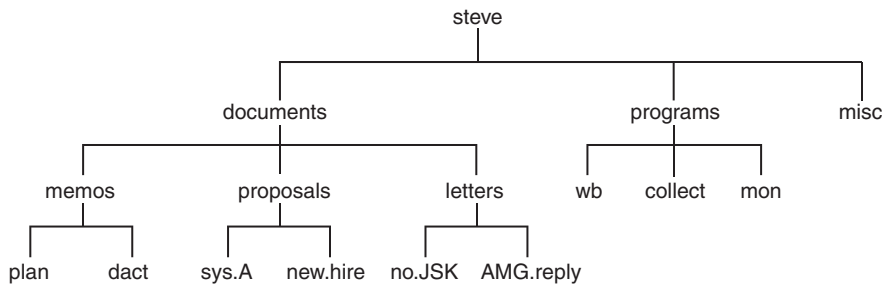 steve
documents programs misc
memos proposals letters wb collect mon
plan dact sys.A new.hire no.JSK AMG.reply